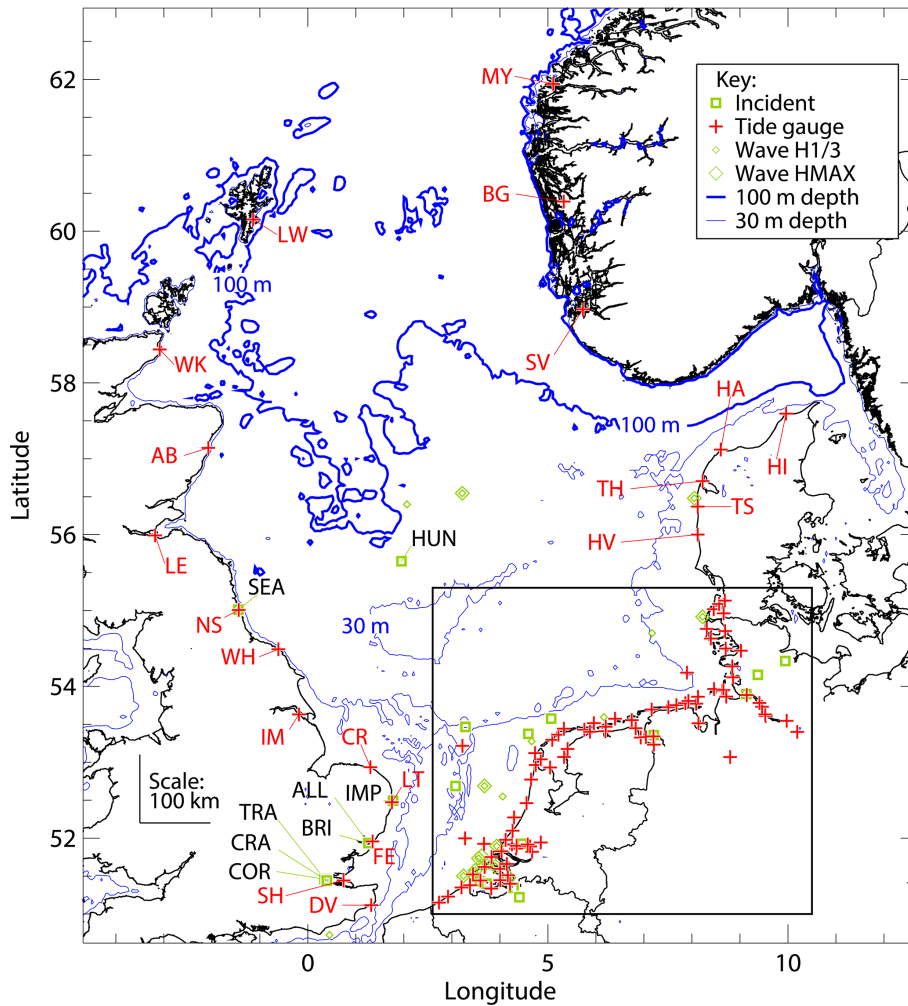 62
60
58
56
54
52
Latitude
0
5
10
Longitude
Key:
Incident
Tide gauge
Wave H1/3
Wave HMAX
100 m depth
30 m depth
MY
BG
LW
100 m
SV
WK
HA
100 m
HI
AB
TH
TS
LE
HV
HUN
SEA
NS
30 m
WH
IM
CR
Scale:
100 km
LT
ALL
IMP
TRA
BRI
CRA
FE
COR
SH
DV